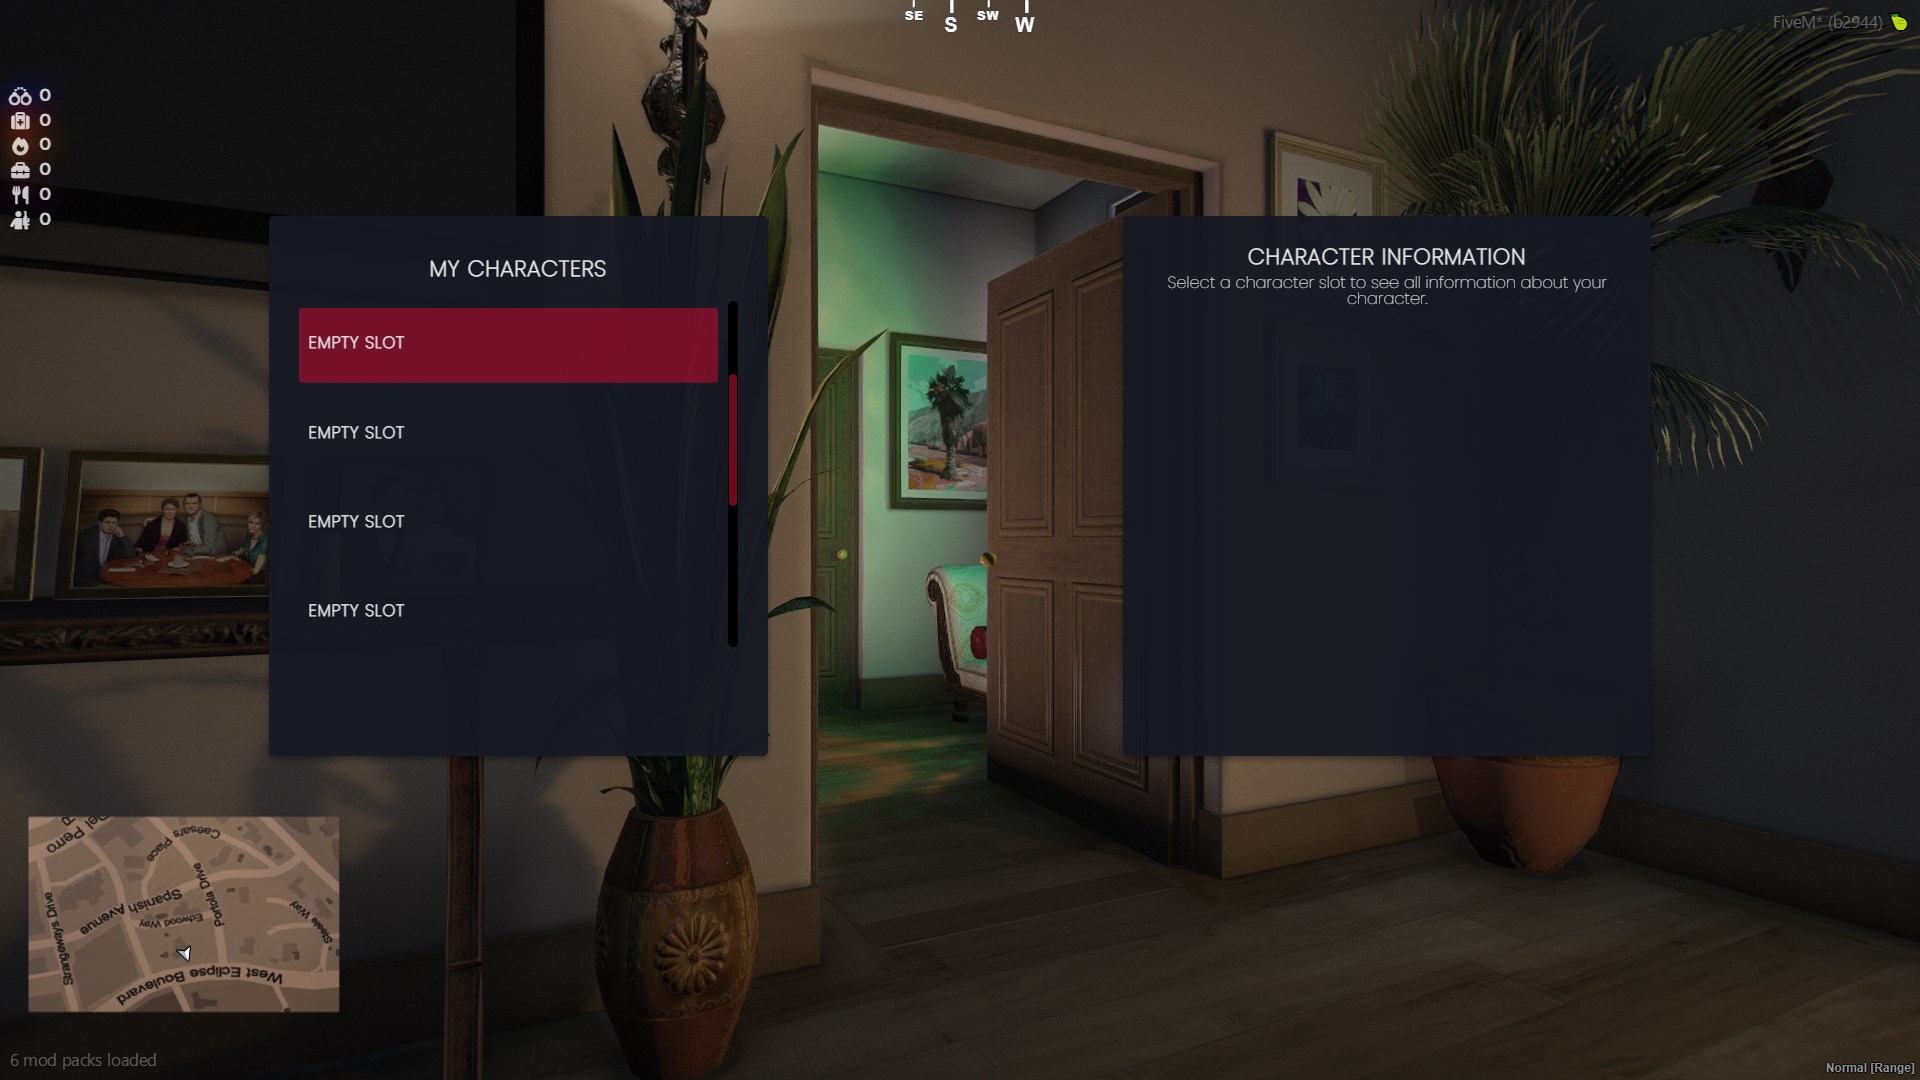 SE S SW W
FiveM* (b2944)
0
0
0
0
0
0
MY CHARACTERS
EMPTY SLOT
EMPTY SLOT
EMPTY SLOT
EMPTY SLOT
CHARACTER INFORMATION
Select a character slot to see all information about your
character.
Del Perro
Caesars Place
Portola Drive
Spanish Avenue
Edwood Way
Steele Way
Strangeways Drive
West Eclipse Boulevard
6 mod packs loaded
Normal [Range]